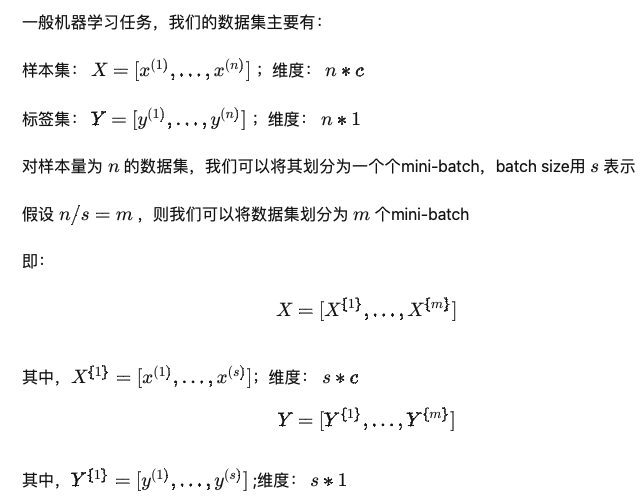 一般机器学习任务，我们的数据集主要有：
样本集： $X = [x^{(1)}, \ldots, x^{(n)}]$ ；维度： $n * c$
标签集： $Y = [y^{(1)}, \ldots, y^{(n)}]$ ；维度： $n * 1$
对样本量为 $n$ 的数据集，我们可以将其划分为一个个mini-batch，batch size用 $s$ 表示
假设 $n/s = m$ ，则我们可以将数据集划分为 $m$ 个mini-batch
即：
$X = [X^{\{1\}}, \ldots, X^{\{m\}}]$
其中，$X^{\{1\}} = [x^{(1)}, \ldots, x^{(s)}]$；维度： $s * c$
$Y = [Y^{\{1\}}, \ldots, Y^{\{m\}}]$
其中，$Y^{\{1\}} = [y^{(1)}, \ldots, y^{(s)}]$ ;维度： $s * 1$